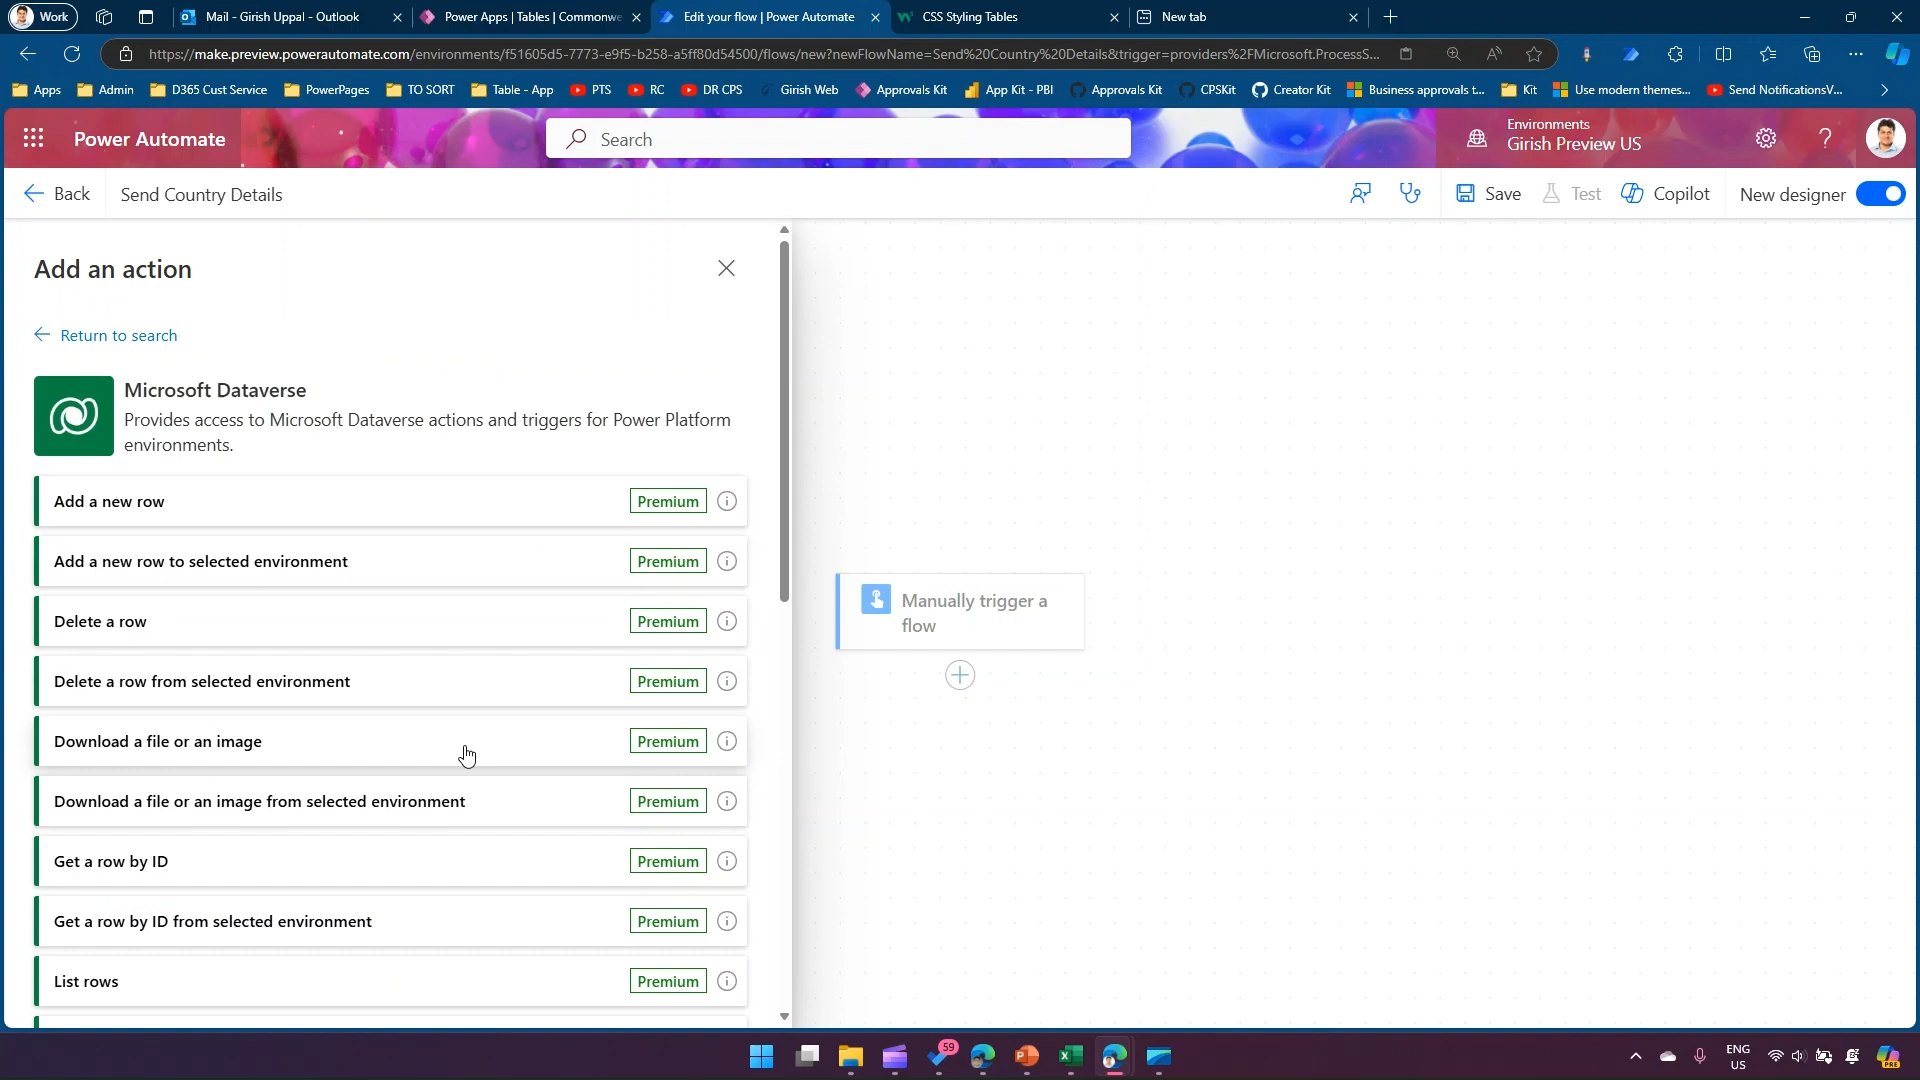 Work
Mail - Girish Uppal - Outlook
Power Apps | Tables | Commonwe
Edit your flow | Power Automate
CSS Styling Tables
New tab
https://make.preview.powerautomate.com/environments/f51605d5-7773-e9f5-b258-a5ff80d54500/flows/new?newFlowName=Send%20Country%20Details&trigger=providers%2FMicrosoft.ProcessS...
Apps
Admin
D365 Cust Service
PowerPages
TO SORT
Table - App
PTS
RC
DR CPS
Girish Web
Approvals Kit
App Kit - PBI
Approvals Kit
CPSKit
Creator Kit
Business approvals t...
Kit
Use modern themes...
Send NotificationsV...
Power Automate
Search
Environments
Girish Preview US
Back
Send Country Details
Save
Test
Copilot
New designer
Add an action
Return to search
Microsoft Dataverse
Provides access to Microsoft Dataverse actions and triggers for Power Platform
environments.
Add a new row
Premium
Add a new row to selected environment
Premium
Delete a row
Premium
Delete a row from selected environment
Premium
Download a file or an image
Premium
Download a file or an image from selected environment
Premium
Get a row by ID
Premium
Get a row by ID from selected environment
Premium
List rows
Premium
Manually trigger a
flow
59
ENG
US
PRE